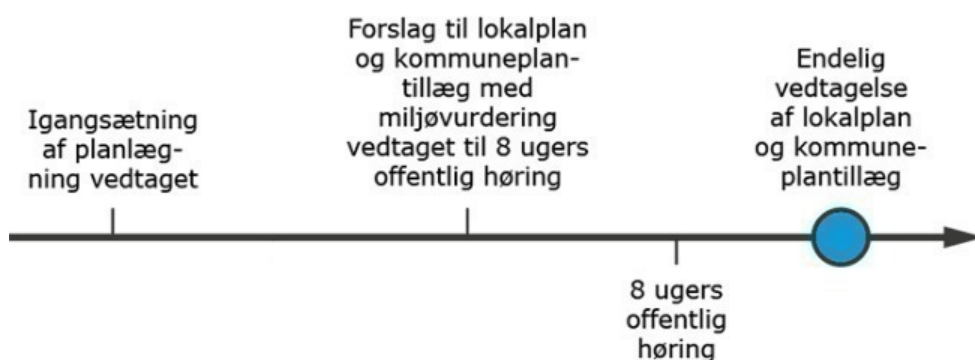 Igangsætning
af planlæg-
ning vedtaget
Forslag til lokalplan
og kommuneplan-
tillæg med
miljøvurdering
vedtaget til 8 ugers
offentlig høring
8 ugers
offentlig
høring
Endelig
vedtagelse
af lokalplan
og kommune-
plantillæg